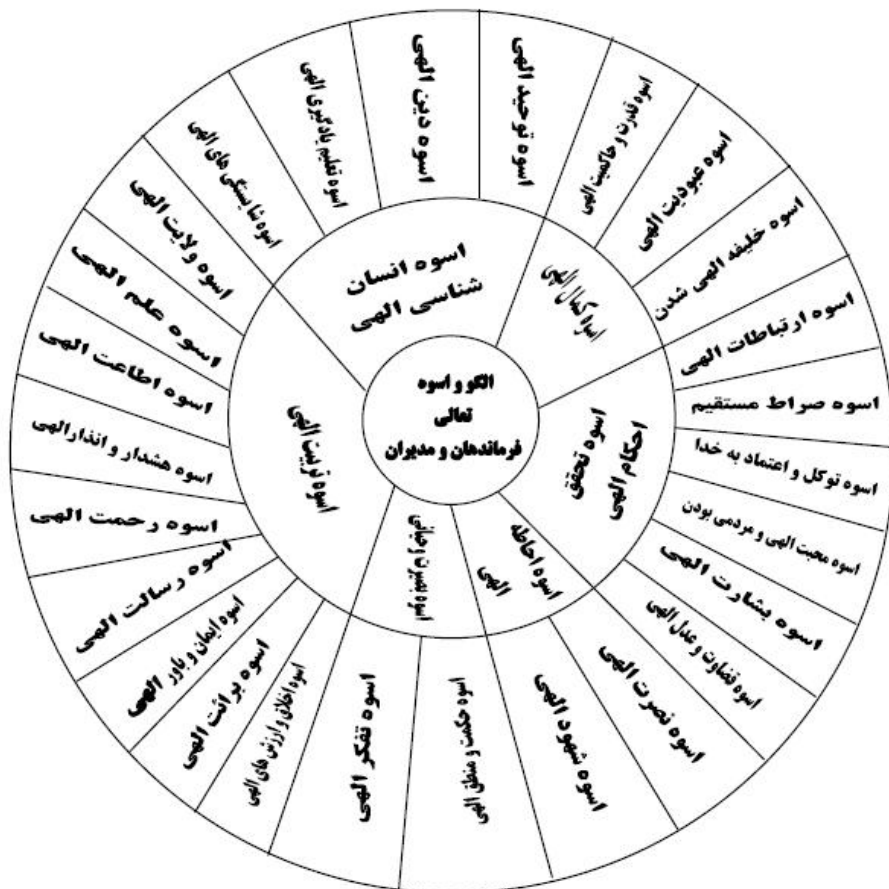 الگو و اسوه
تعالی
فرماندهان و مدیران
اسوه انسان
شناسی الهی
اسوه کمال الهی
اسوه تحقق
احکام الهی
اسوه احاطه
الهی
اسوه بصیرت و حیاتی
اسوه تربیت الهی
اسوه توحید الهی
اسوه قدرت و حاکمیت الهی
اسوه عبودیت الهی
اسوه خلیفه الهی شدن
اسوه ارتباطات الهی
اسوه صراط مستقیم
اسوه توکل و اعتماد به خدا
اسوه محبت الهی و مردمی بودن
اسوه بشارت الهی
اسوه قضاوت و عدل الهی
اسوه نصرت الهی
اسوه شهود الهی
اسوه حکمت و منطق الهی
اسوه تفکر الهی
اسوه اخلاق و ارزش های الهی
اسوه برائت الهی
اسوه ایمان و باور الهی
اسوه رسالت الهی
اسوه رحمت الهی
اسوه هشدار و انذار الهی
اسوه اطاعت الهی
اسوه علم الهی
اسوه ولایت الهی
اسوه شایستگی های الهی
اسوه تعلیم یادگیری الهی
اسوه دین الهی